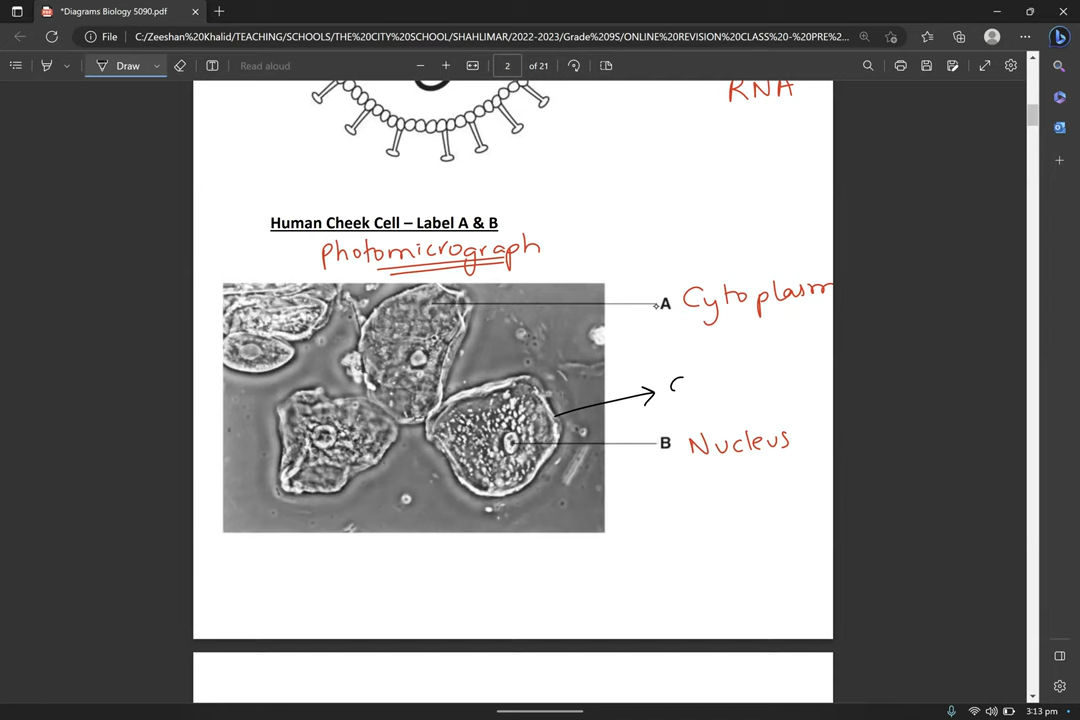 *Diagrams Biology 5090.pdf
File
C:/Zeeshan%20Khalid/TEACHING/SCHOOLS/THE%20CITY%20SCHOOL/SHAHLIMAR/2022-2023/Grade%209S/ONLINE%20REVISION%20CLASS%20-%20PRE%2...
Draw
Read aloud
2
of 21
RNA
Human Cheek Cell – Label A & B
Photomicrograph
A Cytoplasm
C
B Nucleus
3:13 pm